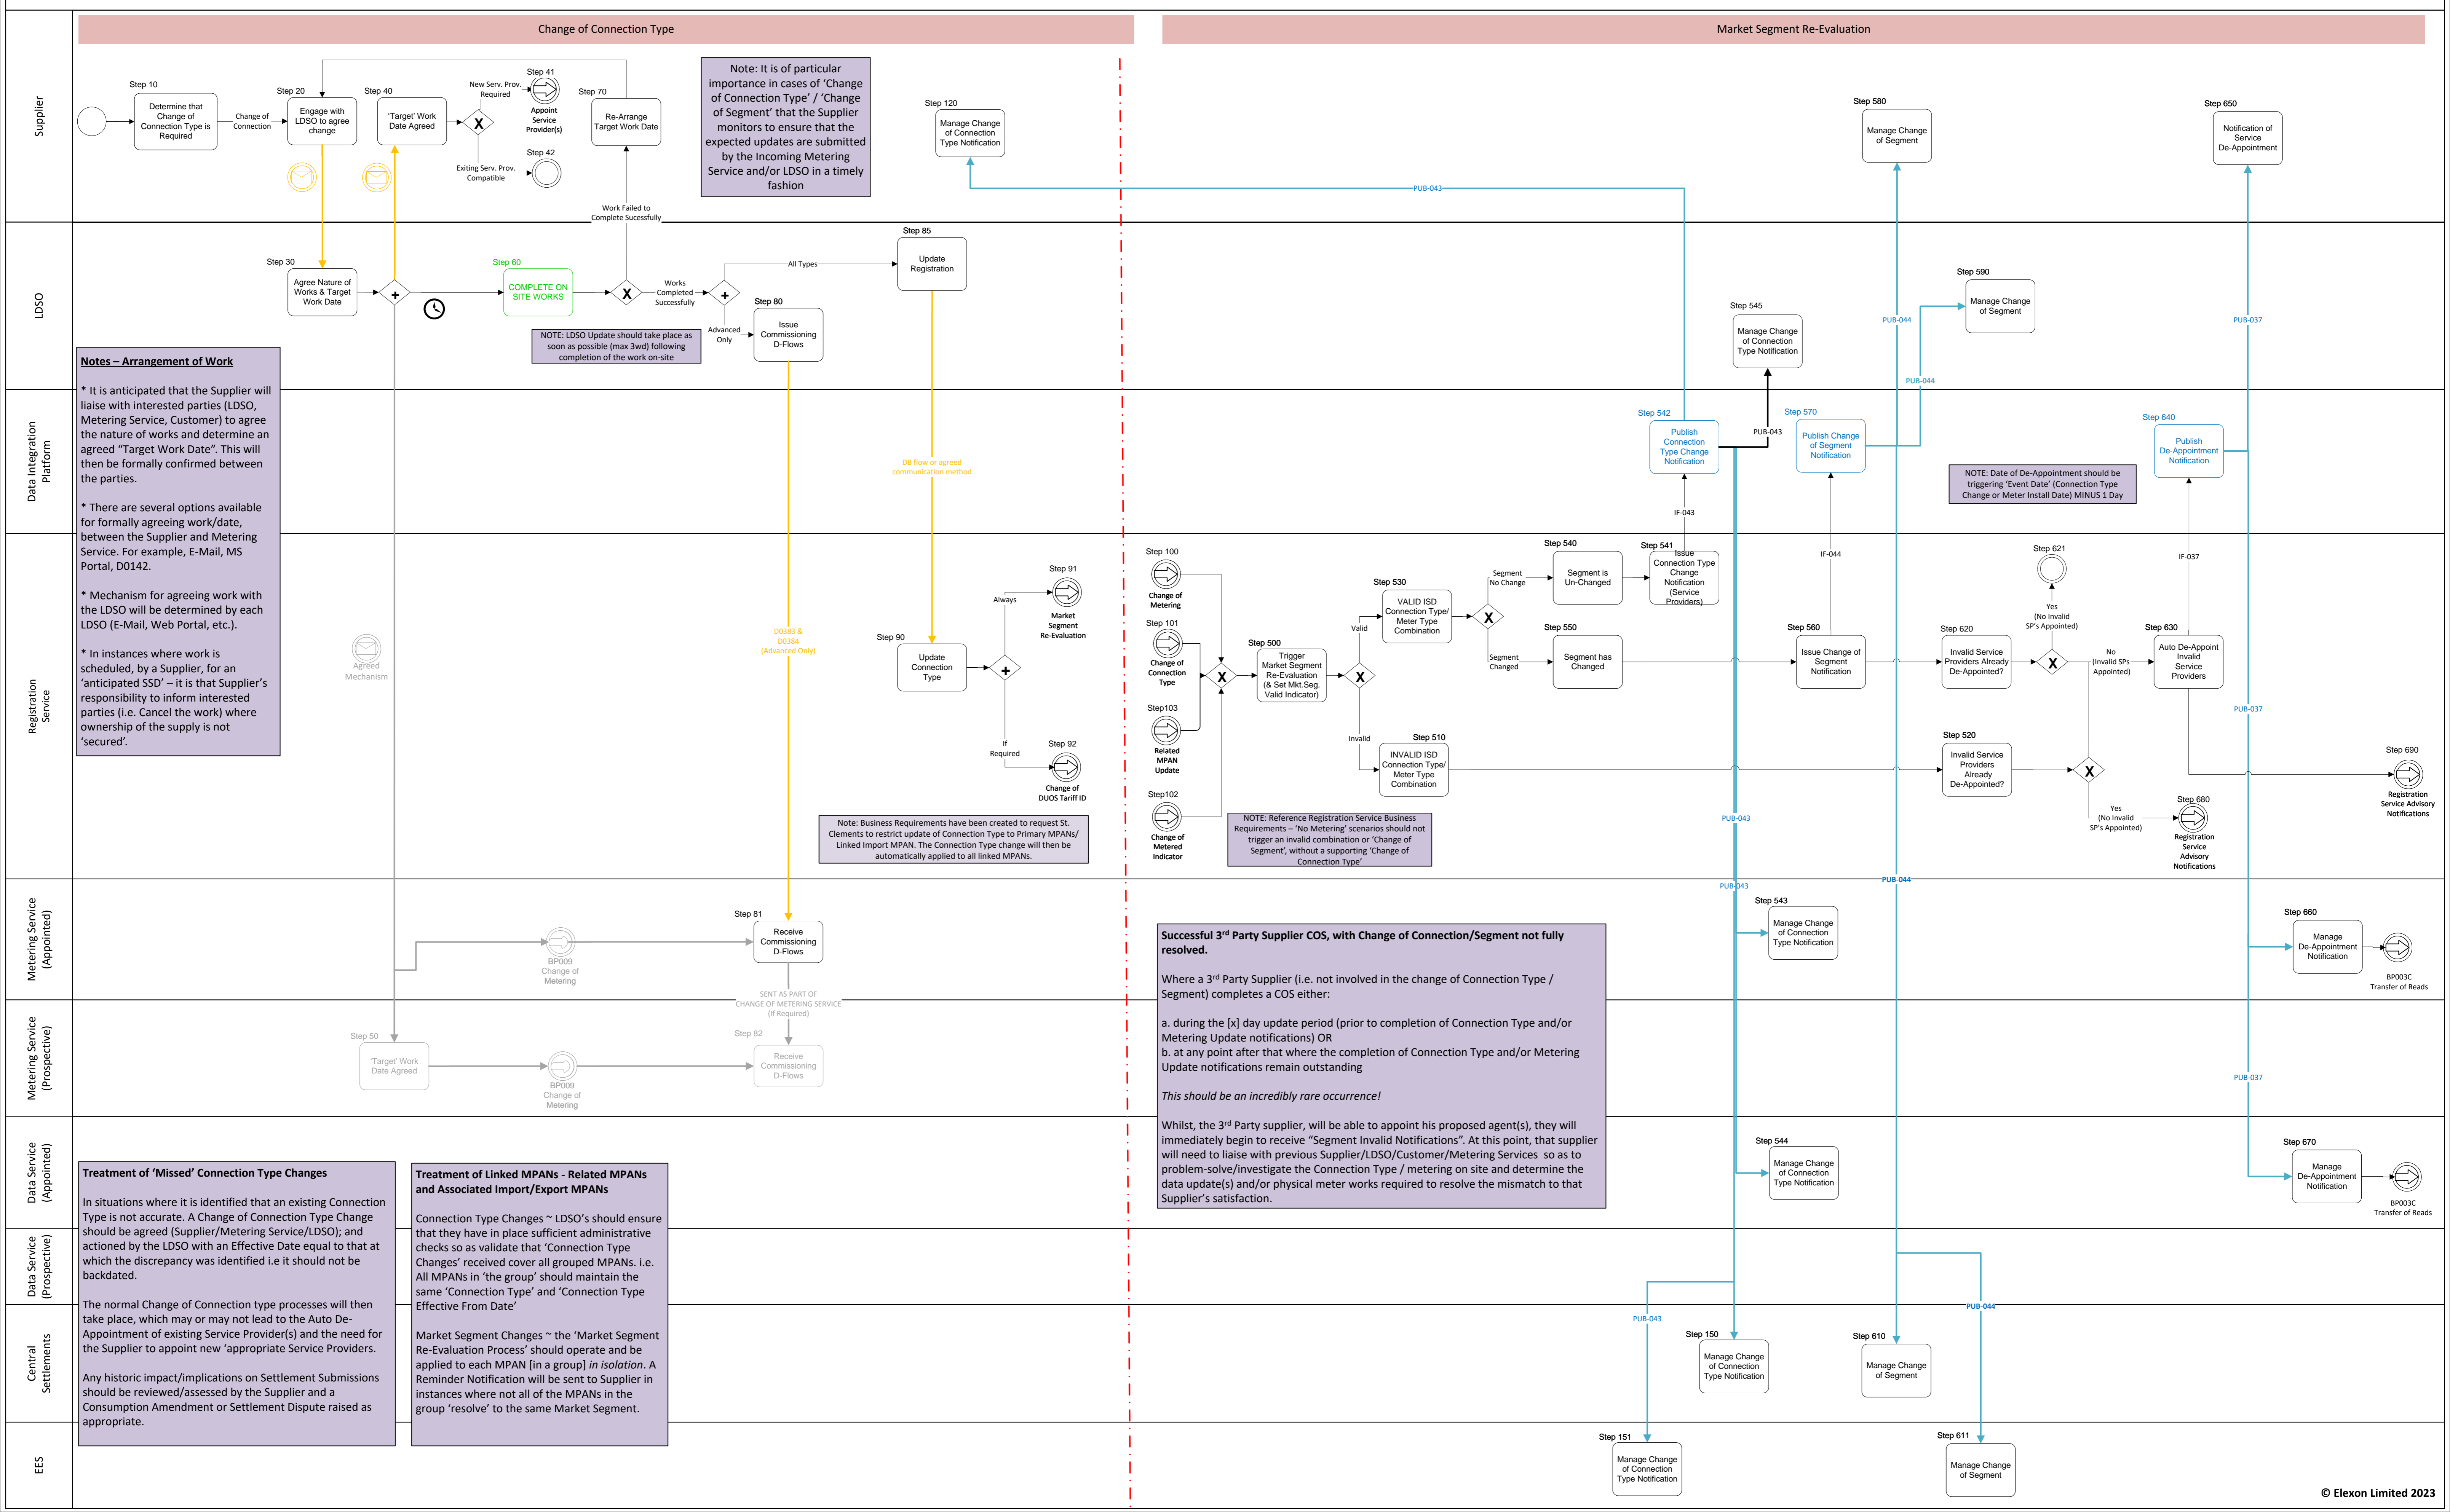 Change of Connection Type
Market Segment Re-Evaluation
Supplier
Step 10
Determine that
Change of
Connection Type is
Required
Change of
Connection
Step 20
Engage with
LDSO to agree
change
Step 40
'Target' Work
Date Agreed
X
New Serv. Prov.
Required
Step 41
Appoint
Service
Provider(s)
Exiting Serv. Prov.
Compatible
Step 42
Step 70
Re-Arrange
Target Work Date
Work Failed to
Complete Sucessfully
Note: It is of particular
importance in cases of ‘Change
of Connection Type’ / ‘Change
of Segment’ that the Supplier
monitors to ensure that the
expected updates are submitted
by the Incoming Metering
Service and/or LDSO in a timely
fashion
Step 120
Manage Change
of Connection
Type Notification
PUB-043
Step 580
Manage Change
of Segment
Step 650
Notification of
Service
De-Appointment
LDSO
Step 30
Agree Nature of
Works & Target
Work Date
+
Step 60
COMPLETE ON
SITE WORKS
X
Works
Completed
Successfully
+
All Types
Advanced
Only
Step 80
Issue
Commissioning
D-Flows
Step 85
Update
Registration
NOTE: LDSO Update should take place as
soon as possible (max 3wd) following
completion of the work on-site
Step 545
Manage Change
of Connection
Type Notification
PUB-044
Step 590
Manage Change
of Segment
PUB-044
PUB-037
Notes – Arrangement of Work
* It is anticipated that the Supplier will
liaise with interested parties (LDSO,
Metering Service, Customer) to agree
the nature of works and determine an
agreed “Target Work Date”. This will
then be formally confirmed between
the parties.
* There are several options available
for formally agreeing work/date,
between the Supplier and Metering
Service. For example, E-Mail, MS
Portal, D0142.
* Mechanism for agreeing work with
the LDSO will be determined by each
LDSO (E-Mail, Web Portal, etc.).
* In instances where work is
scheduled, by a Supplier, for an
‘anticipated SSD’ – it is that Supplier’s
responsibility to inform interested
parties (i.e. Cancel the work) where
ownership of the supply is not
‘secured’.
Data Integration
Platform
DB flow or agreed
communication method
Step 542
Publish
Connection
Type Change
Notification
PUB-043
Step 570
Publish Change
of Segment
Notification
NOTE: Date of De-Appointment should be
triggering ‘Event Date’ (Connection Type
Change or Meter Install Date) MINUS 1 Day
Step 640
Publish
De-Appointment
Notification
IF-043
IF-044
IF-037
Registration
Service
Agreed
Mechanism
D0383 &
D0384
(Advanced Only)
Step 90
Update
Connection
Type
+
Always
Step 91
Market
Segment
Re-Evaluation
If
Required
Step 92
Change of
DUOS Tariff ID
Note: Business Requirements have been created to request St.
Clements to restrict update of Connection Type to Primary MPANs/
Linked Import MPAN. The Connection Type change will then be
automatically applied to all linked MPANs.
Step 100
Change of
Metering
Step 101
Change of
Connection
Type
Step103
Related
MPAN
Update
Step102
Change of
Metered
Indicator
X
Step 500
Trigger
Market Segment
Re-Evaluation
(& Set Mkt.Seg.
Valid Indicator)
X
Valid
Invalid
Step 530
VALID ISD
Connection Type/
Meter Type
Combination
Step 510
INVALID ISD
Connection Type/
Meter Type
Combination
X
Segment
No Change
Segment
Changed
Step 540
Segment is
Un-Changed
Step 550
Segment has
Changed
Step 541
Issue
Connection Type
Change
Notification
(Service
Providers)
Step 560
Issue Change of
Segment
Notification
Step 620
Invalid Service
Providers Already
De-Appointed?
X
Step 621
Yes
(No Invalid
SP’s Appointed)
No
(Invalid SPs
Appointed)
Step 630
Auto De-Appoint
Invalid
Service
Providers
Step 520
Invalid Service
Providers
Already
De-Appointed?
X
Yes
(No Invalid
SP’s Appointed)
Step 680
Registration
Service
Advisory
Notifications
Step 690
Registration
Service Advisory
Notifications
PUB-037
PUB-043
NOTE: Reference Registration Service Business
Requirements – ‘No Metering’ scenarios should not
trigger an invalid combination or ‘Change of
Segment’, without a supporting ‘Change of
Connection Type’
Metering Service
(Appointed)
BP009
Change of
Metering
Step 81
Receive
Commissioning
D-Flows
SENT AS PART OF
CHANGE OF METERING SERVICE
(If Required)
PUB-043
PUB-044
Step 543
Manage Change
of Connection
Type Notification
Step 660
Manage
De-Appointment
Notification
BP003C
Transfer of Reads
Successful 3rd Party Supplier COS, with Change of Connection/Segment not fully
resolved.
Where a 3rd Party Supplier (i.e. not involved in the change of Connection Type /
Segment) completes a COS either:
a. during the [x] day update period (prior to completion of Connection Type and/or
Metering Update notifications) OR
b. at any point after that where the completion of Connection Type and/or Metering
Update notifications remain outstanding
This should be an incredibly rare occurrence!
Whilst, the 3rd Party supplier, will be able to appoint his proposed agent(s), they will
immediately begin to receive “Segment Invalid Notifications”. At this point, that supplier
will need to liaise with previous Supplier/LDSO/Customer/Metering Services so as to
problem-solve/investigate the Connection Type / metering on site and determine the
data update(s) and/or physical meter works required to resolve the mismatch to that
Supplier’s satisfaction.
Metering Service
(Prospective)
Step 50
'Target' Work
Date Agreed
BP009
Change of
Metering
Step 82
Receive
Commissioning
D-Flows
PUB-037
Data Service
(Appointed)
Step 544
Manage Change
of Connection
Type Notification
Step 670
Manage
De-Appointment
Notification
BP003C
Transfer of Reads
Treatment of ‘Missed’ Connection Type Changes
In situations where it is identified that an existing Connection
Type is not accurate. A Change of Connection Type Change
should be agreed (Supplier/Metering Service/LDSO); and
actioned by the LDSO with an Effective Date equal to that at
which the discrepancy was identified i.e it should not be
backdated.
The normal Change of Connection type processes will then
take place, which may or may not lead to the Auto De-
Appointment of existing Service Provider(s) and the need for
the Supplier to appoint new ‘appropriate Service Providers.
Any historic impact/implications on Settlement Submissions
should be reviewed/assessed by the Supplier and a
Consumption Amendment or Settlement Dispute raised as
appropriate.
Treatment of Linked MPANs - Related MPANs
and Associated Import/Export MPANs
Connection Type Changes ~ LDSO’s should ensure
that they have in place sufficient administrative
checks so as validate that ‘Connection Type
Changes’ received cover all grouped MPANs. i.e.
All MPANs in ‘the group’ should maintain the
same ‘Connection Type’ and ‘Connection Type
Effective From Date’
Market Segment Changes ~ the ‘Market Segment
Re-Evaluation Process’ should operate and be
applied to each MPAN [in a group] in isolation. A
Reminder Notification will be sent to Supplier in
instances where not all of the MPANs in the
group ‘resolve’ to the same Market Segment.
Data Service
(Prospective)
Central
Settlements
PUB-043
PUB-044
Step 150
Manage Change
of Connection
Type Notification
Step 610
Manage Change
of Segment
EES
Step 151
Manage Change
of Connection
Type Notification
Step 611
Manage Change
of Segment
© Elexon Limited 2023